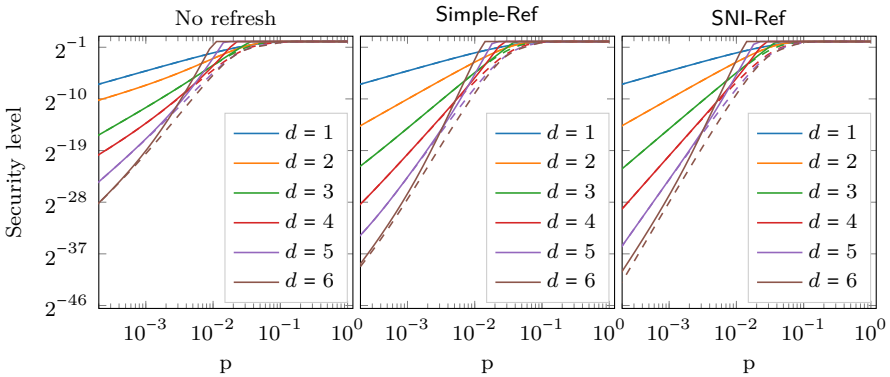 No refresh
Simple-Ref
SNI-Ref
Security level
2^-1
2^-10
2^-19
2^-28
2^-37
2^-46
d = 1
d = 2
d = 3
d = 4
d = 5
d = 6
10^-3
10^-2
10^-1
10^0
p
d = 1
d = 2
d = 3
d = 4
d = 5
d = 6
10^-3
10^-2
10^-1
p
d = 1
d = 2
d = 3
d = 4
d = 5
d = 6
10^-3
10^-2
10^-1
10^0
p